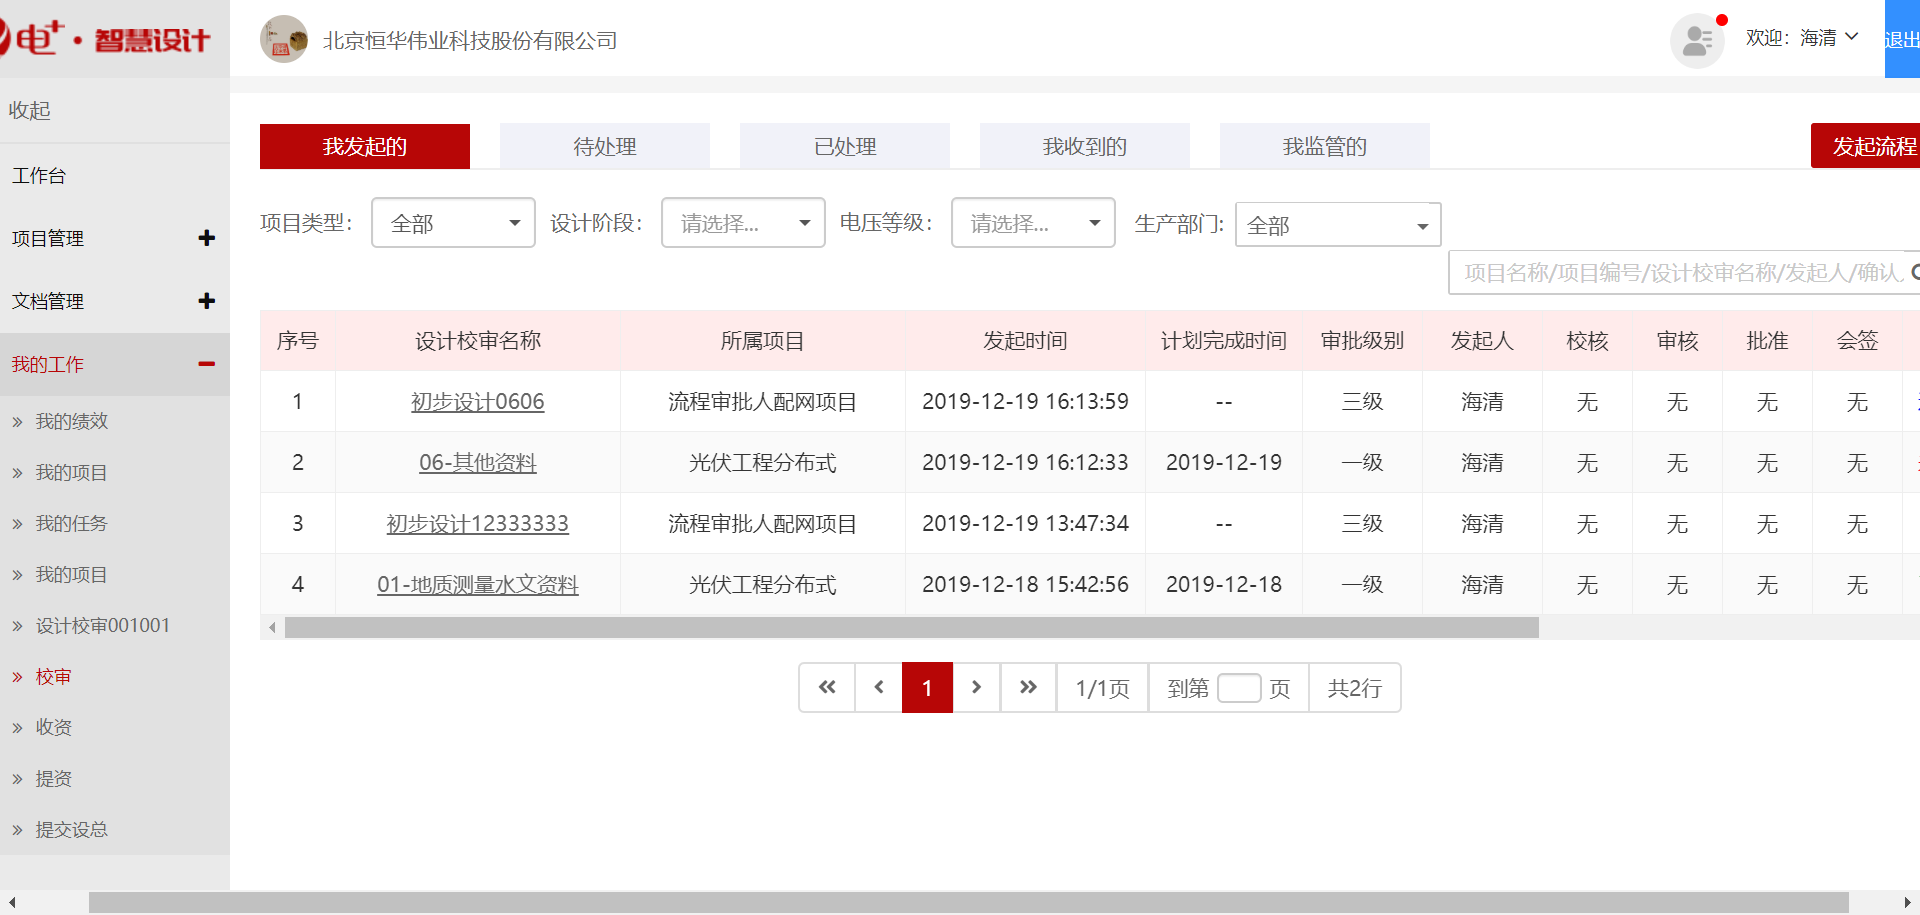 电+·智慧设计
北京恒华伟业科技股份有限公司
欢迎：海清
退出
收起
工作台
项目管理
文档管理
我的工作
我的绩效
我的项目
我的任务
我的项目
设计校审001001
校审
收资
提资
提交设总
我发起的 待处理 已处理 我收到的 我监管的 发起流程
项目类型： 全部 设计阶段： 请选择... 电压等级： 请选择... 生产部门: 全部
项目名称/项目编号/设计校审名称/发起人/确认
序号 设计校审名称 所属项目 发起时间 计划完成时间 审批级别 发起人 校核 审核 批准 会签
1 初步设计0606 流程审批人配网项目 2019-12-19 16:13:59 -- 三级 海清 无 无 无 无
2 06-其他资料 光伏工程分布式 2019-12-19 16:12:33 2019-12-19 一级 海清 无 无 无 无
3 初步设计12333333 流程审批人配网项目 2019-12-19 13:47:34 -- 三级 海清 无 无 无 无
4 01-地质测量水文资料 光伏工程分布式 2019-12-18 15:42:56 2019-12-18 一级 海清 无 无 无 无
1 1/1页 到第 页 共2行